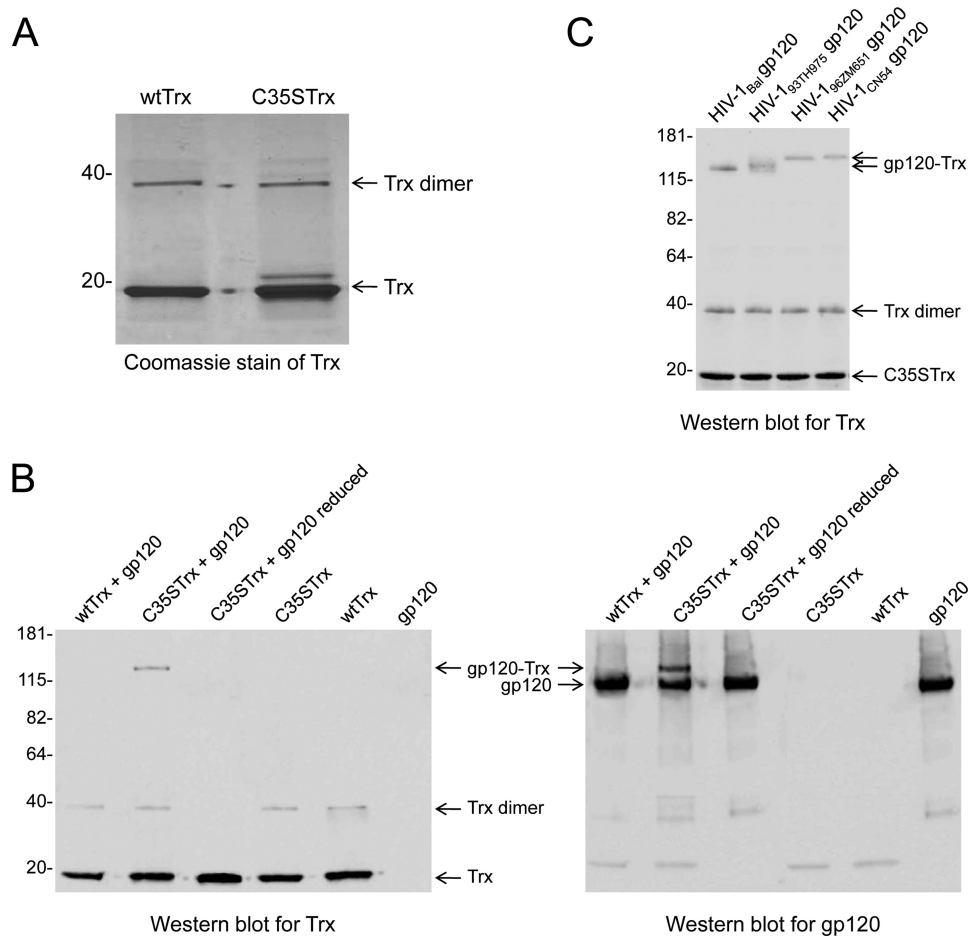 A
wtTrx C35STrx
40-
Trx dimer
20-
Trx
Coomassie stain of Trx
C
HIV-1Bal gp120
HIV-193TH975 gp120
HIV-196ZM651 gp120
HIV-1CN54 gp120
181-
gp120-Trx
115-
82-
64-
40-
Trx dimer
20-
C35STrx
Western blot for Trx
B
wtTrx + gp120
C35STrx + gp120
C35STrx + gp120 reduced
C35STrx
wtTrx
gp120
181-
115-
82-
64-
40-
20-
gp120-Trx
gp120
Trx dimer
Trx
Western blot for Trx
wtTrx + gp120
C35STrx + gp120
C35STrx + gp120 reduced
C35STrx
wtTrx
gp120
Western blot for gp120